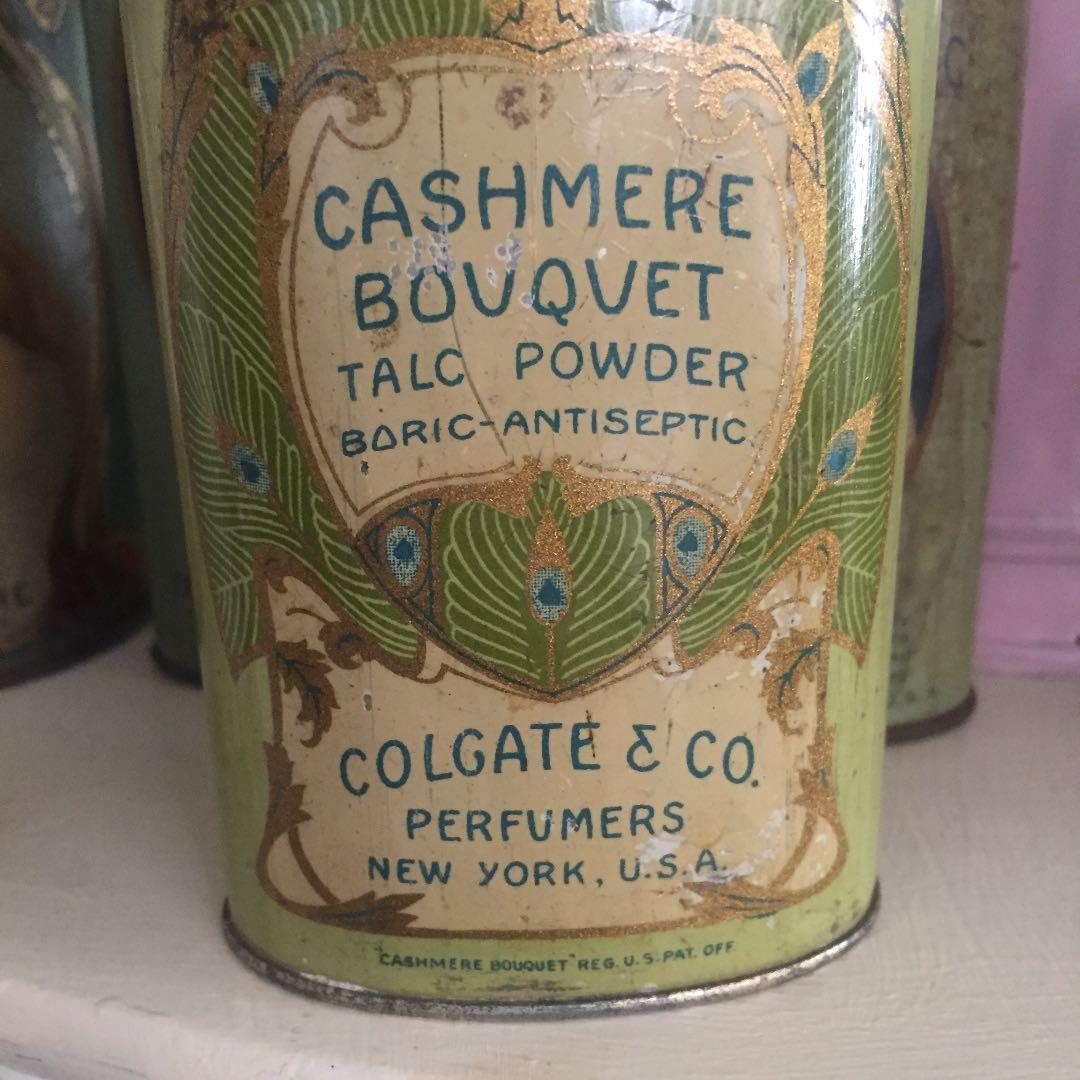 CASHMERE
BOUQUET
TALC POWDER
BORIC-ANTISEPTIC.
COLGATE & CO.
PERFUMERS
NEW YORK, U.S.A.
"CASHMERE BOUQUET" REG. U.S. PAT. OFF.